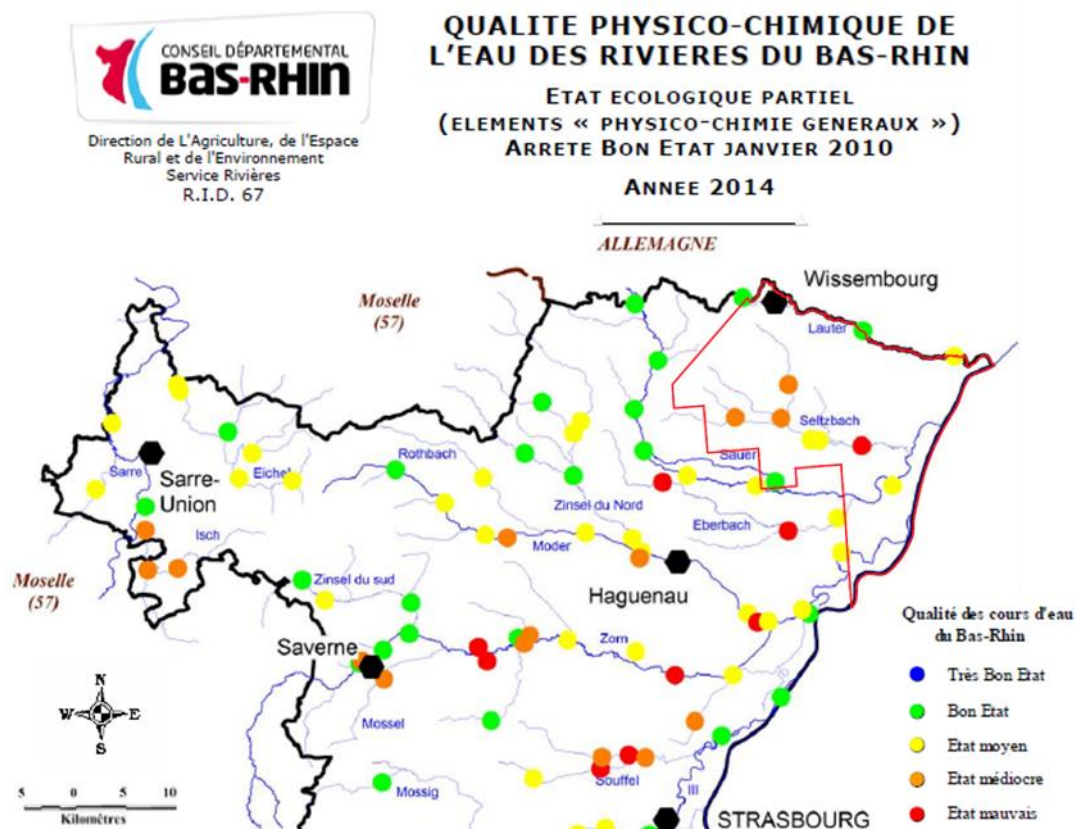 CONSEIL DÉPARTEMENTAL
BAS-RHIN
Direction de L'Agriculture, de l'Espace
Rural et de l'Environnement
Service Rivières
R.I.D. 67
QUALITE PHYSICO-CHIMIQUE DE
L'EAU DES RIVIERES DU BAS-RHIN
ETAT ECOLOGIQUE PARTIEL
(ELEMENTS « PHYSICO-CHIMIE GENERAUX »)
ARRETE BON ETAT JANVIER 2010
ANNEE 2014
ALLEMAGNE
Moselle
(57)
Wissembourg
Lauter
Seltzbach
Sauer
Rothbach
Sarre
Eichel
Sarre-
Union
Zinsel du Nord
Eberbach
Isch
Moder
Moselle
(57)
Zinsel du sud
Haguenau
Saverne
Zorn
Mossel
Souffel
Mossig
Ill
STRASBOURG
N
W
E
S
5 0 5 10
Kilomètres
Qualité des cours d'eau
du Bas-Rhin
Très Bon Etat
Bon Etat
Etat moyen
Etat médiocre
Etat mauvais